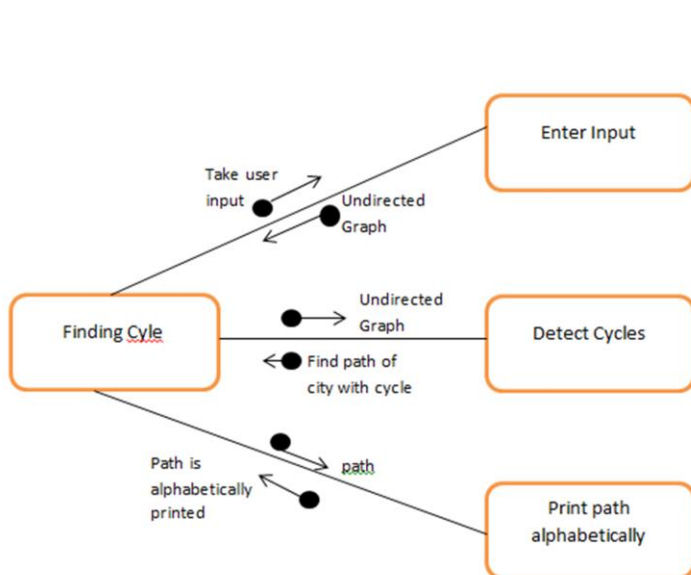 Enter Input
Take user
input
Undirected
Graph
Undirected
Graph
Finding Cyle
Detect Cycles
Find path of
city with cycle
path
Path is
alphabetically
printed
Print path
alphabetically